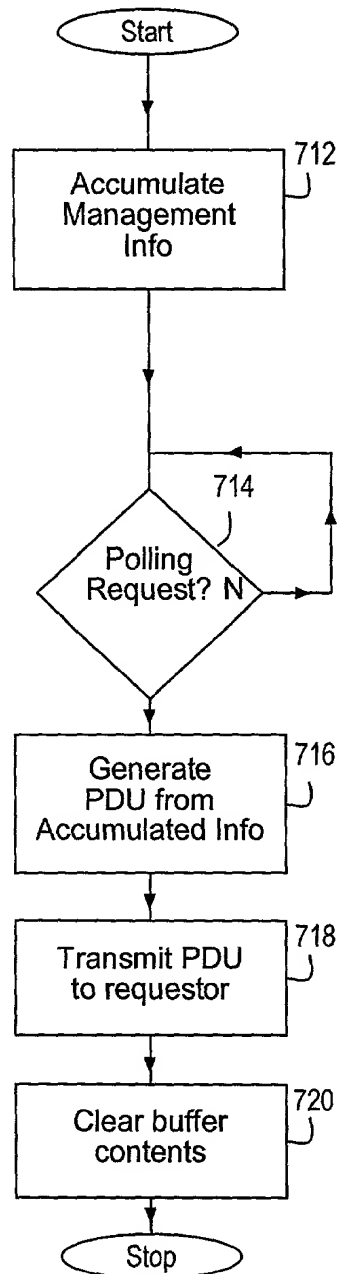 Start
712
Accumulate
Management
Info
714
Polling
Request? N
716
Generate
PDU from
Accumulated Info
718
Transmit PDU
to requestor
720
Clear buffer
contents
Stop